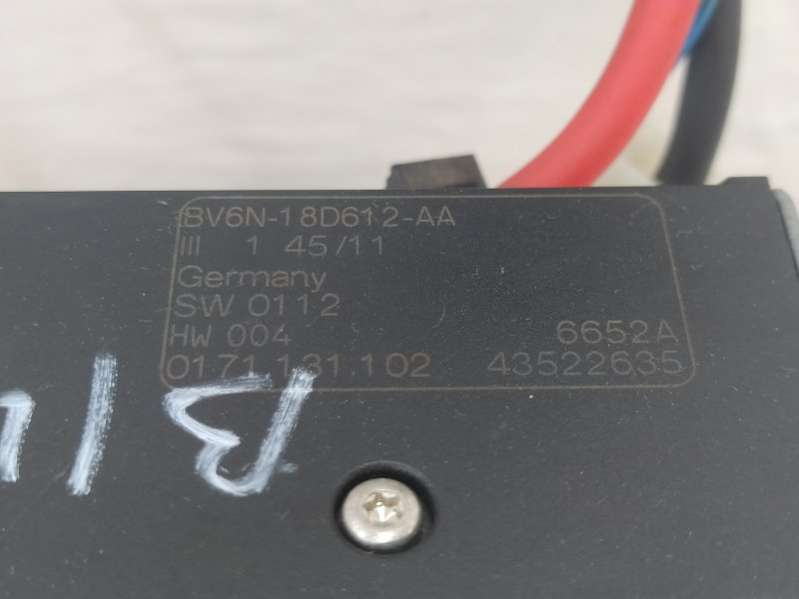 BV6N-18D612-AA
III 1 45/11
Germany
SW 0112
HW 004 6652A
0171.131.102 43522635